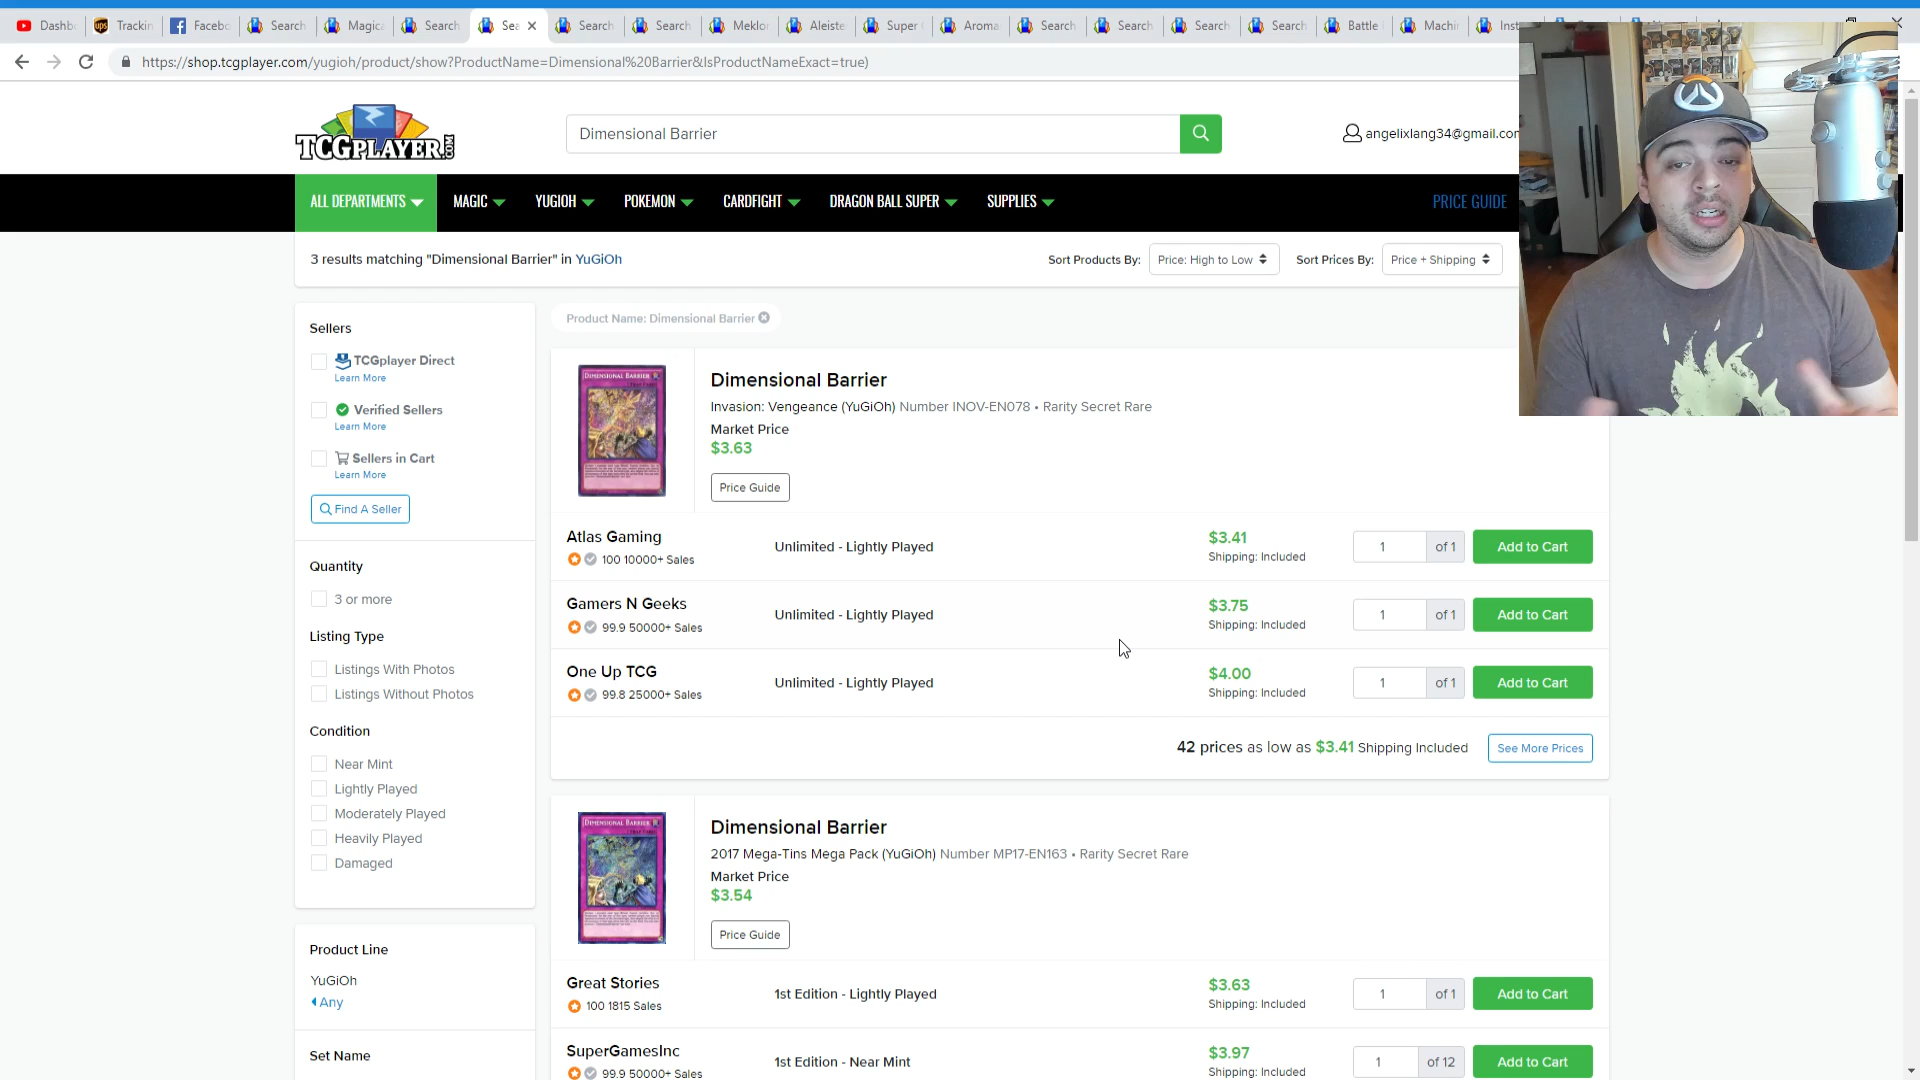 Dashb
Trackin
Facebo
Search
Magica
Search
Sea
Search
Search
Meklor
Aleiste
Super
Aroma
Search
Search
Search
Search
Battle
Machi
Inst
https://shop.tcgplayer.com/yugioh/product/show?ProductName=Dimensional%20Barrier&IsProductNameExact=true)
TCGPLAYER.COM
Dimensional Barrier
angelixlang34@gmail.com
ALL DEPARTMENTS
MAGIC
YUGIOH
POKEMON
CARDFIGHT
DRAGON BALL SUPER
SUPPLIES
PRICE GUIDE
3 results matching "Dimensional Barrier" in YuGiOh
Sort Products By:
Price: High to Low
Sort Prices By:
Price + Shipping
Sellers
TCGplayer Direct
Learn More
Verified Sellers
Learn More
Sellers in Cart
Learn More
Find A Seller
Quantity
3 or more
Listing Type
Listings With Photos
Listings Without Photos
Condition
Near Mint
Lightly Played
Moderately Played
Heavily Played
Damaged
Product Line
YuGiOh
Any
Set Name
Product Name: Dimensional Barrier
DIMENSIONAL BARRIER
Dimensional Barrier
Invasion: Vengeance (YuGiOh) Number INOV-EN078 • Rarity Secret Rare
Market Price
$3.63
Price Guide
Atlas Gaming
100 10000+ Sales
Unlimited - Lightly Played
$3.41
Shipping: Included
1
of 1
Add to Cart
Gamers N Geeks
99.9 50000+ Sales
Unlimited - Lightly Played
$3.75
Shipping: Included
1
of 1
Add to Cart
One Up TCG
99.8 25000+ Sales
Unlimited - Lightly Played
$4.00
Shipping: Included
1
of 1
Add to Cart
42 prices as low as $3.41 Shipping Included
See More Prices
DIMENSIONAL BARRIER
Dimensional Barrier
2017 Mega-Tins Mega Pack (YuGiOh) Number MP17-EN163 • Rarity Secret Rare
Market Price
$3.54
Price Guide
Great Stories
100 1815 Sales
1st Edition - Lightly Played
$3.63
Shipping: Included
1
of 1
Add to Cart
SuperGamesInc
99.9 50000+ Sales
1st Edition - Near Mint
$3.97
Shipping: Included
1
of 12
Add to Cart